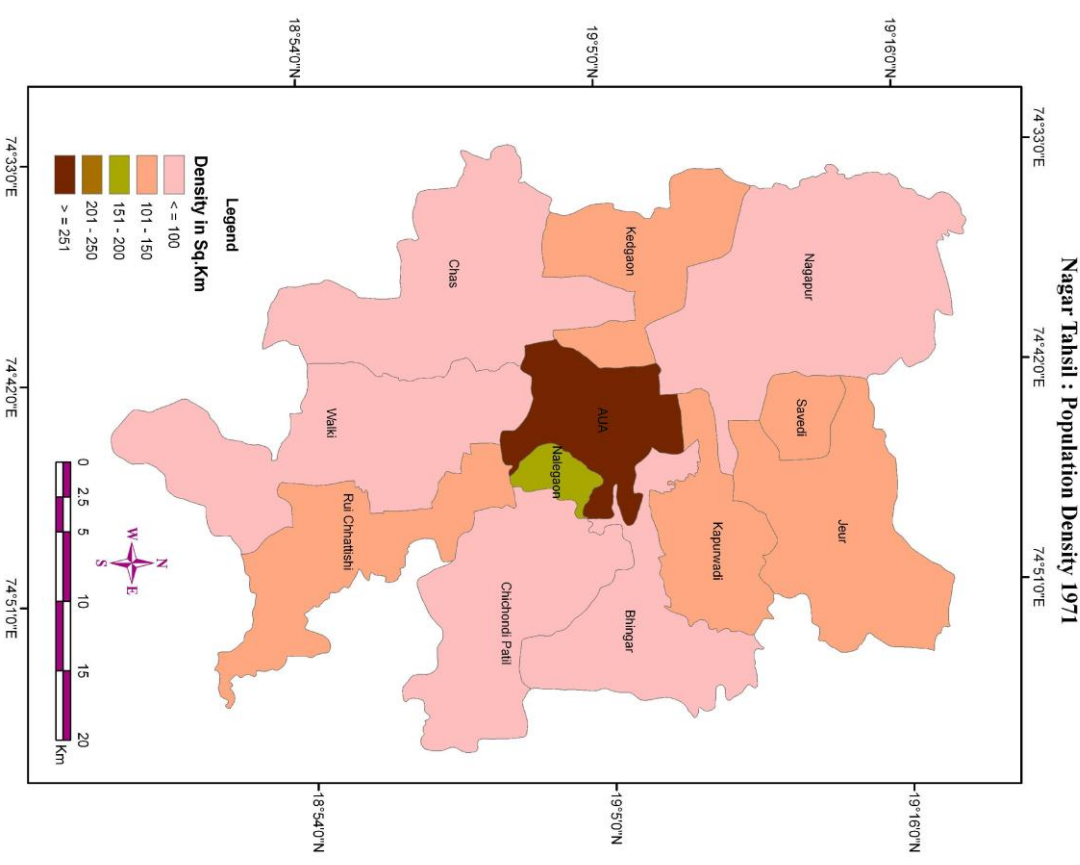 Nagar Tahsil : Population Density 1971
74°33'0"E
74°42'0"E
74°51'0"E
19°16'0"N
19°16'0"N
19°5'0"N
19°5'0"N
18°54'0"N
18°54'0"N
Nagapur
Savedi
Jeur
Kapurwadi
Kedgaon
AUA
Bhingar
Nalegaon
Chichondi Patil
Chas
Walki
Rui Chhattishi
Legend
Density in Sq.Km
< = 100
101 - 150
151 - 200
201 - 250
> = 251
N
W
E
S
0 2.5 5 10 15 20
Km
74°33'0"E
74°42'0"E
74°51'0"E